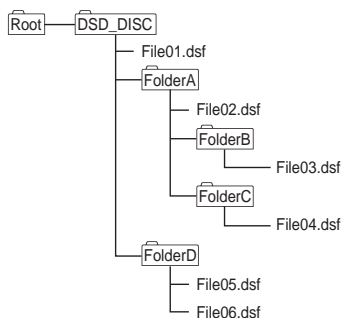 Root DSD_DISC
File01.dsf
FolderA
File02.dsf
FolderB
File03.dsf
FolderC
File04.dsf
FolderD
File05.dsf
File06.dsf